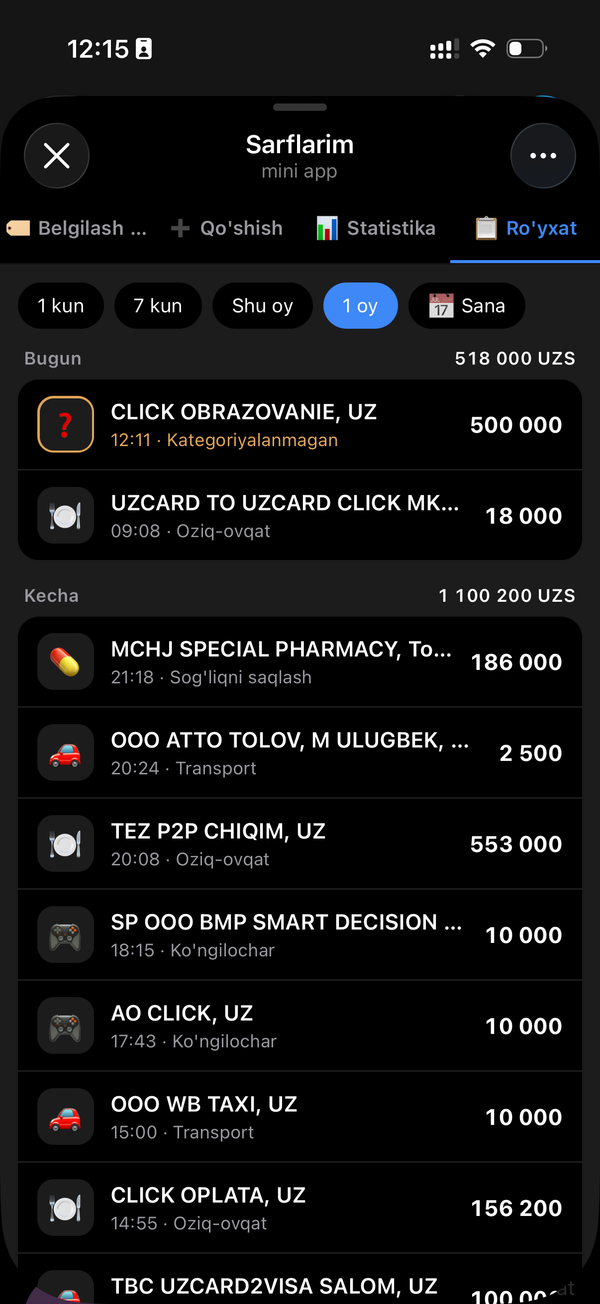 12:15
Sarflarim
mini app
Belgilash ...
Qo'shish
Statistika
Ro'yxat
1 kun
7 kun
Shu oy
1 oy
17
Sana
Bugun
518 000 UZS
CLICK OBRAZOVANIE, UZ
500 000
12:11 · Kategoriyalanmagan
UZCARD TO UZCARD CLICK MK...
18 000
09:08 · Oziq-ovqat
Kecha
1 100 200 UZS
MCHJ SPECIAL PHARMACY, To...
186 000
21:18 · Sog'liqni saqlash
OOO ATTO TOLOV, M ULUGBEK, ...
2 500
20:24 · Transport
TEZ P2P CHIQIM, UZ
553 000
20:08 · Oziq-ovqat
SP OOO BMP SMART DECISION ...
10 000
18:15 · Ko'ngilochar
AO CLICK, UZ
10 000
17:43 · Ko'ngilochar
OOO WB TAXI, UZ
10 000
15:00 · Transport
CLICK OPLATA, UZ
156 200
14:55 · Oziq-ovqat
TBC UZCARD2VISA SALOM, UZ